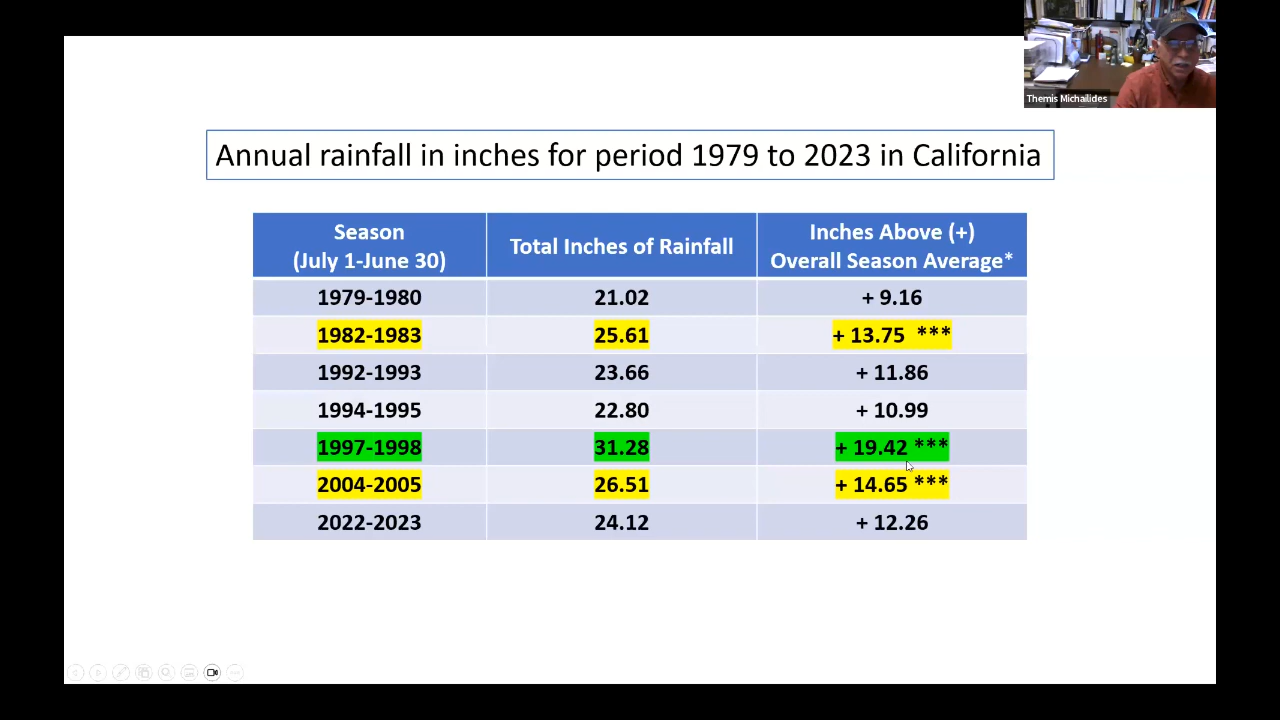 Themis Michailides
Annual rainfall in inches for period 1979 to 2023 in California
Season
(July 1-June 30)
Total Inches of Rainfall
Inches Above (+)
Overall Season Average*
1979-1980 21.02 + 9.16
1982-1983 25.61 + 13.75 ***
1992-1993 23.66 + 11.86
1994-1995 22.80 + 10.99
1997-1998 31.28 + 19.42 ***
2004-2005 26.51 + 14.65 ***
2022-2023 24.12 + 12.26